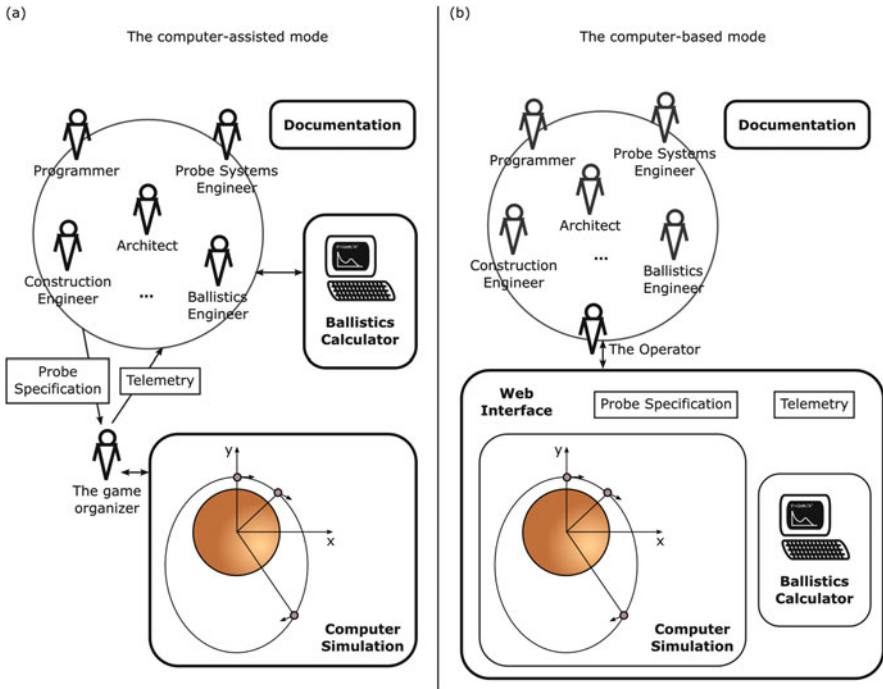 (a)
The computer-assisted mode
Documentation
Programmer
Probe Systems
Engineer
Architect
Construction
Engineer
...
Ballistics
Engineer
Ballistics
Calculator
Probe
Specification
Telemetry
The game
organizer
y
x
Computer
Simulation
(b)
The computer-based mode
Documentation
Programmer
Probe Systems
Engineer
Architect
Construction
Engineer
...
Ballistics
Engineer
The Operator
Web
Interface
Probe Specification
Telemetry
y
x
Computer
Simulation
Ballistics
Calculator